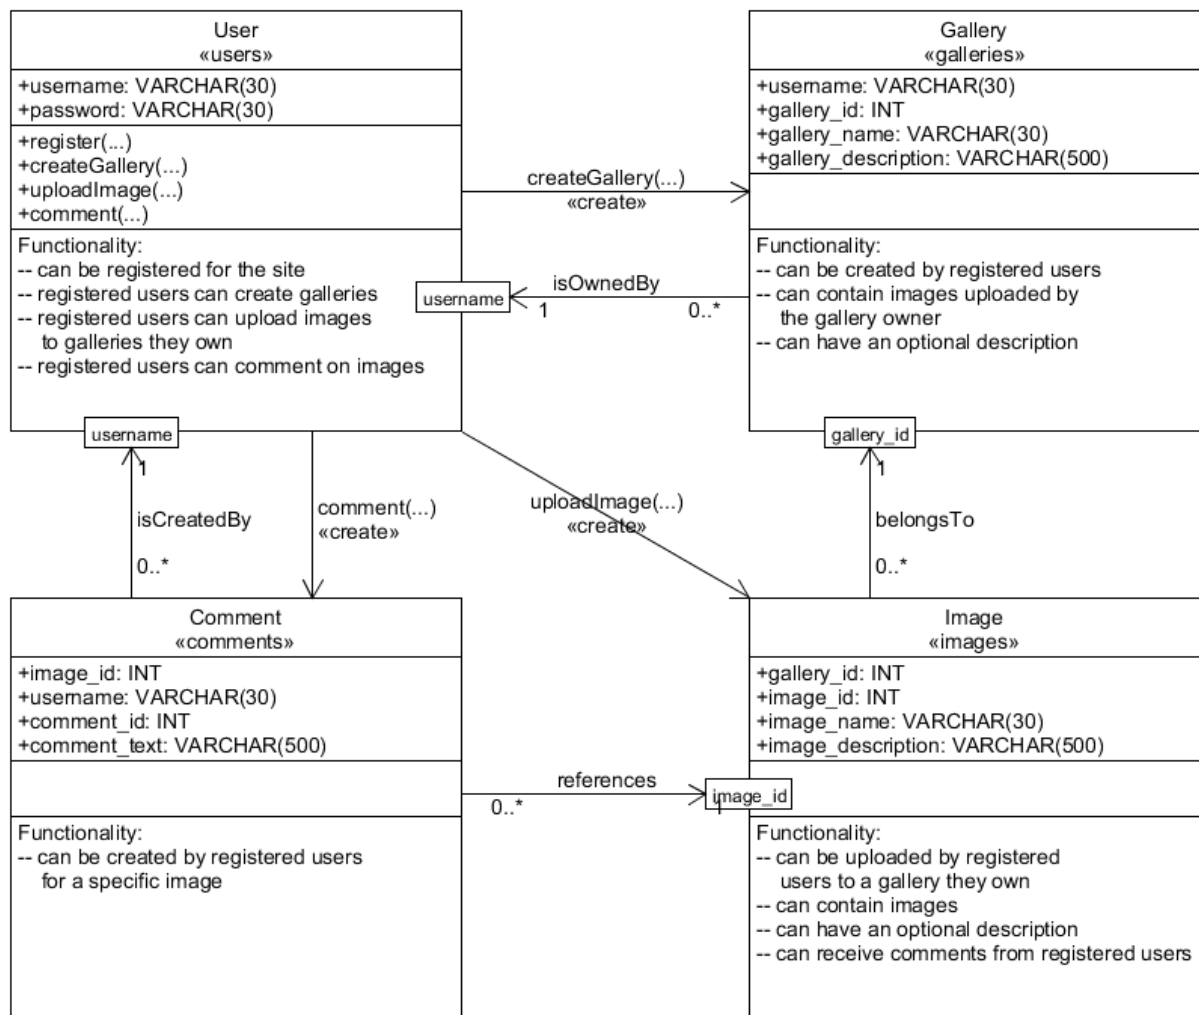 User
«users»
+username: VARCHAR(30)
+password: VARCHAR(30)
+register(...)
+createGallery(...)
+uploadImage(...)
+comment(...)
Functionality:
-- can be registered for the site
-- registered users can create galleries
-- registered users can upload images
to galleries they own
-- registered users can comment on images
createGallery(...)
«create»
username
isOwnedBy
1
0..*
Gallery
«galleries»
+username: VARCHAR(30)
+gallery_id: INT
+gallery_name: VARCHAR(30)
+gallery_description: VARCHAR(500)
Functionality:
-- can be created by registered users
-- can contain images uploaded by
the gallery owner
-- can have an optional description
username
1
isCreatedBy
0..*
comment(...)
«create»
uploadImage(...)
«create»
gallery_id
1
belongsTo
0..*
Comment
«comments»
+image_id: INT
+username: VARCHAR(30)
+comment_id: INT
+comment_text: VARCHAR(500)
Functionality:
-- can be created by registered users
for a specific image
references
0..*
image_id
1
Image
«images»
+gallery_id: INT
+image_id: INT
+image_name: VARCHAR(30)
+image_description: VARCHAR(500)
Functionality:
-- can be uploaded by registered
users to a gallery they own
-- can contain images
-- can have an optional description
-- can receive comments from registered users